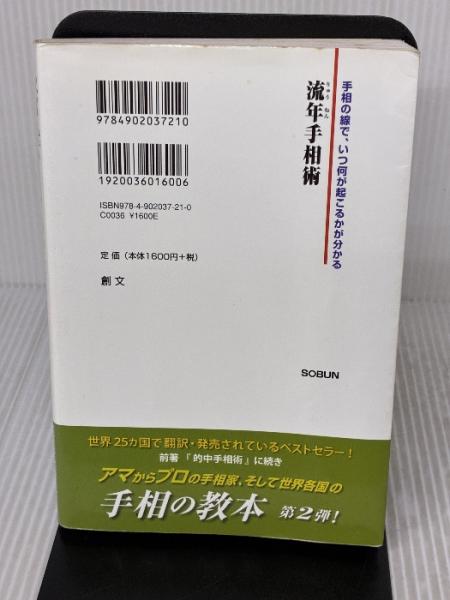 手相の線で、いつ何が起こるかが分かる
りゅう ねん
流年手相術
9784902037210
1920036016006
ISBN978-4-902037-21-0
C0036 ¥1600E
定価(本体1600円+税)
創文
SOBUN
世界25カ国で翻訳・発売されているベストセラー!
前著『的中手相術』に続き
アマからプロの手相家、そして世界各国の
手相の教本 第2弾!